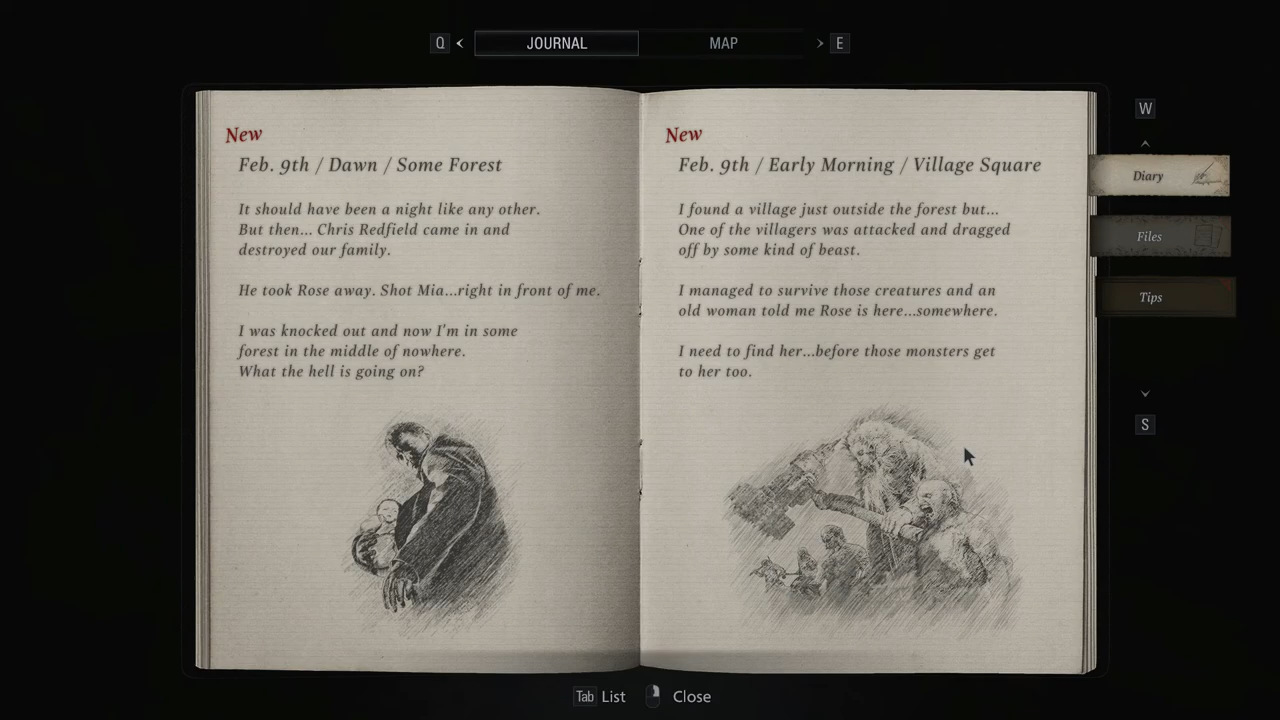 Q < JOURNAL MAP > E
New
Feb. 9th / Dawn / Some Forest
It should have been a night like any other.
But then... Chris Redfield came in and
destroyed our family.
He took Rose away. Shot Mia...right in front of me.
I was knocked out and now I'm in some
forest in the middle of nowhere.
What the hell is going on?
New
Feb. 9th / Early Morning / Village Square
I found a village just outside the forest but...
One of the villagers was attacked and dragged
off by some kind of beast.
I managed to survive those creatures and an
old woman told me Rose is here...somewhere.
I need to find her...before those monsters get
to her too.
W
Diary
Files
Tips
S
Tab List Close